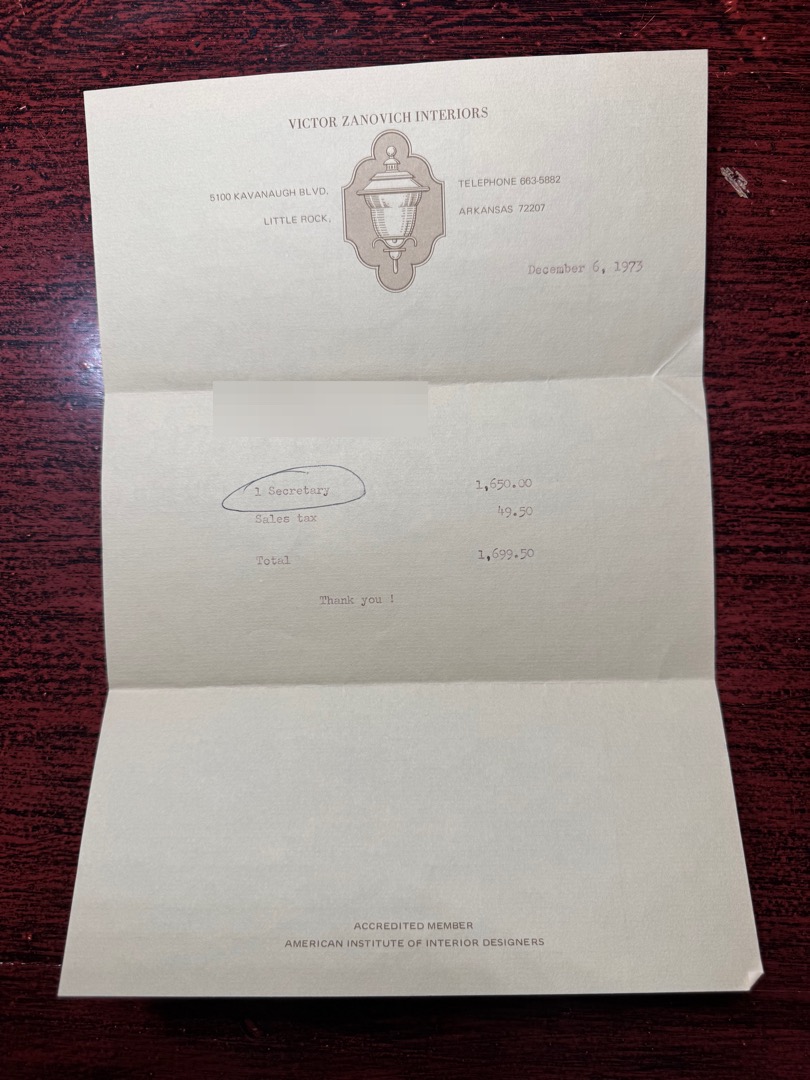 VICTOR ZANOVICH INTERIORS
5100 KAVANAUGH BLVD. TELEPHONE 663-5882
LITTLE ROCK, ARKANSAS 72207
December 6, 1973
1 Secretary 1,650.00
Sales tax 49.50
Total 1,699.50
Thank you !
ACCREDITED MEMBER
AMERICAN INSTITUTE OF INTERIOR DESIGNERS